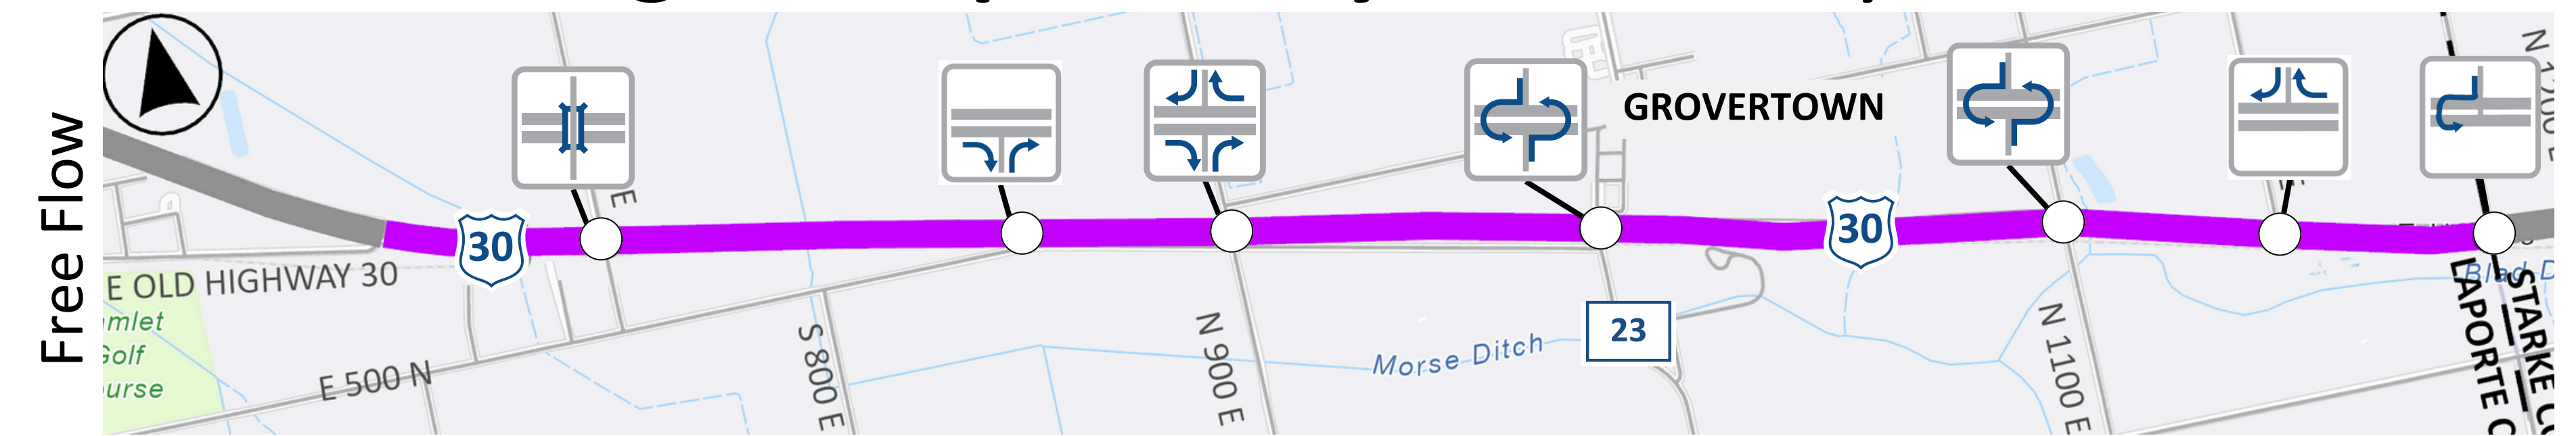 Free Flow
E
GROVERTOWN
30
30
E OLD HIGHWAY 30
23
S 800 E
N 900 E
N 1100 E
Morse Ditch
E 500 N
LAPORTE C
STARKE C